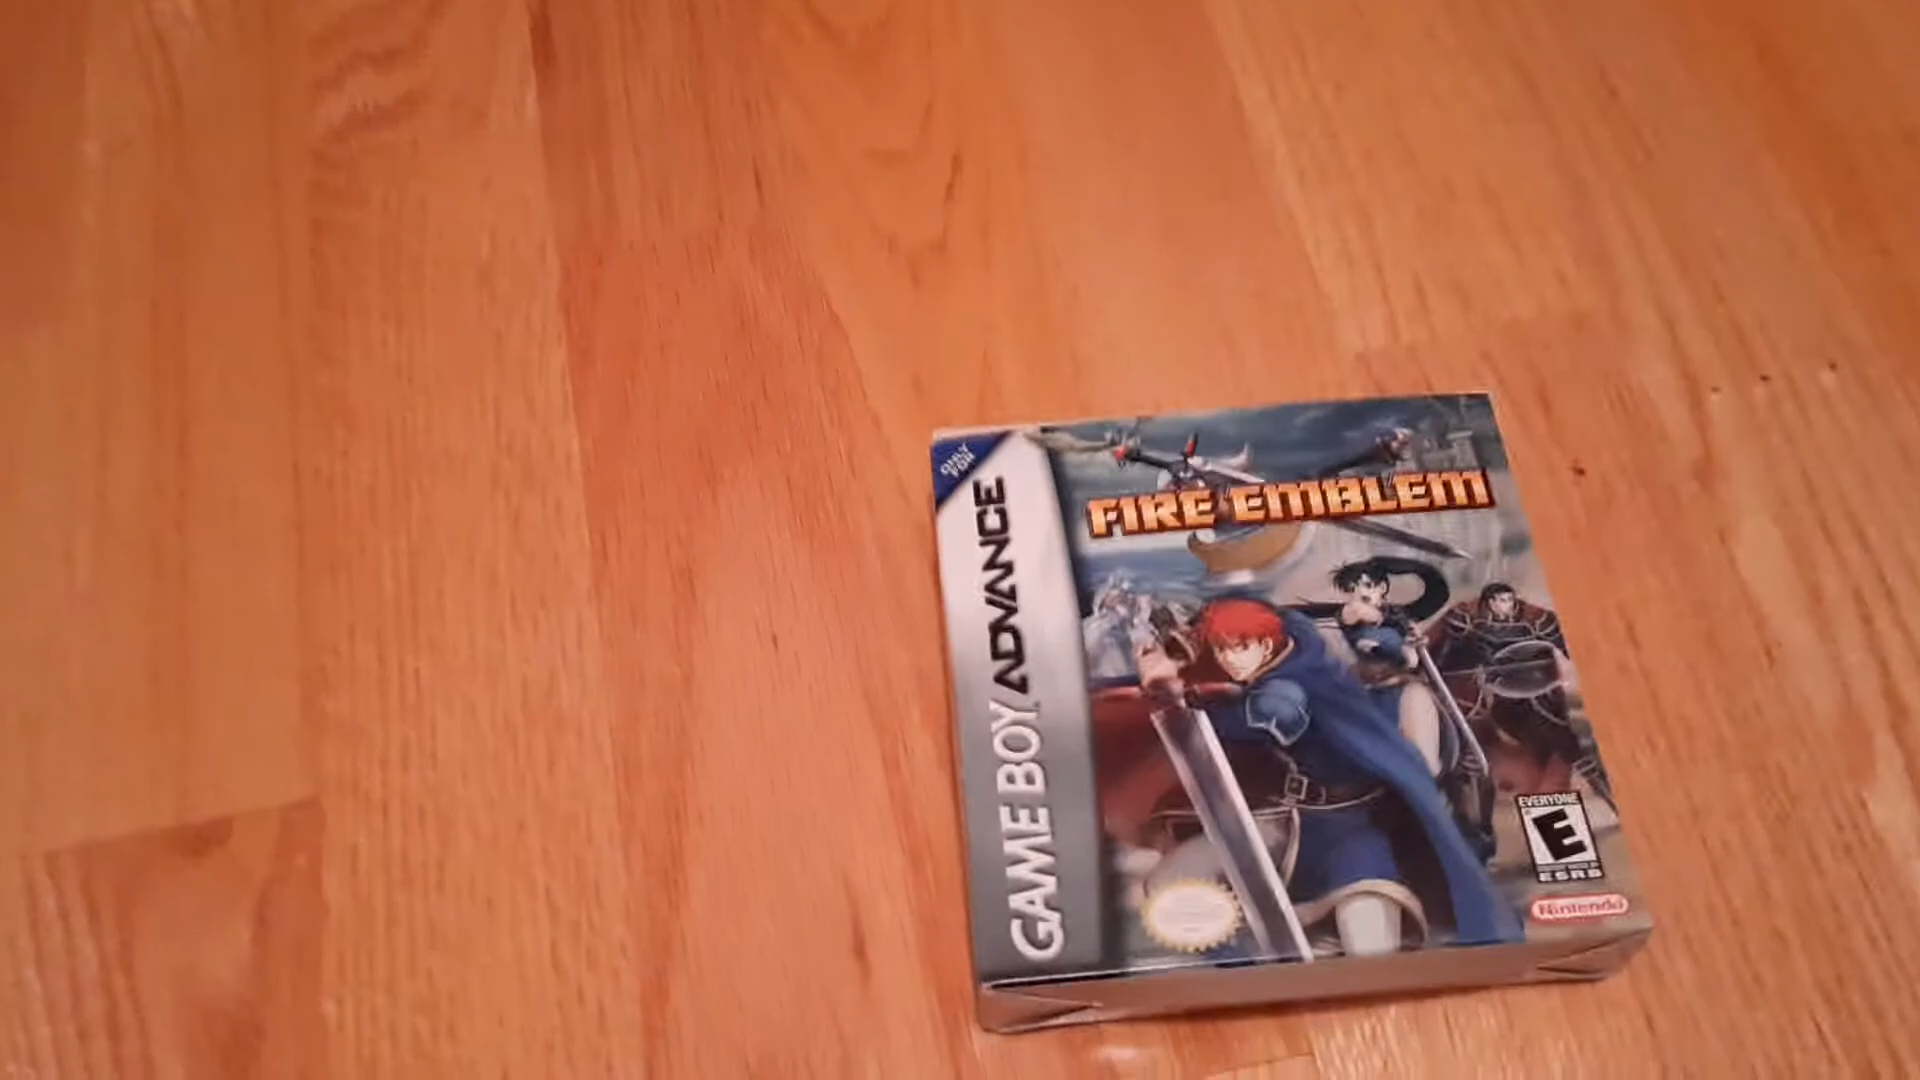 ONLY
FOR
GAME BOY ADVANCE
FIRE EMBLEM
EVERYONE
E
ESRB
Nintendo